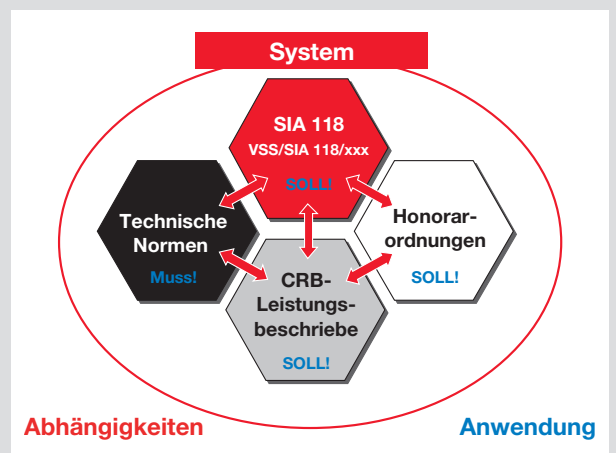 System
SIA 118
VSS/SIA 118/xxx
SOLL!
Technische
Normen
Muss!
Honorar-
ordnungen
SOLL!
CRB-
Leistungs-
beschriebe
SOLL!
Abhängigkeiten
Anwendung